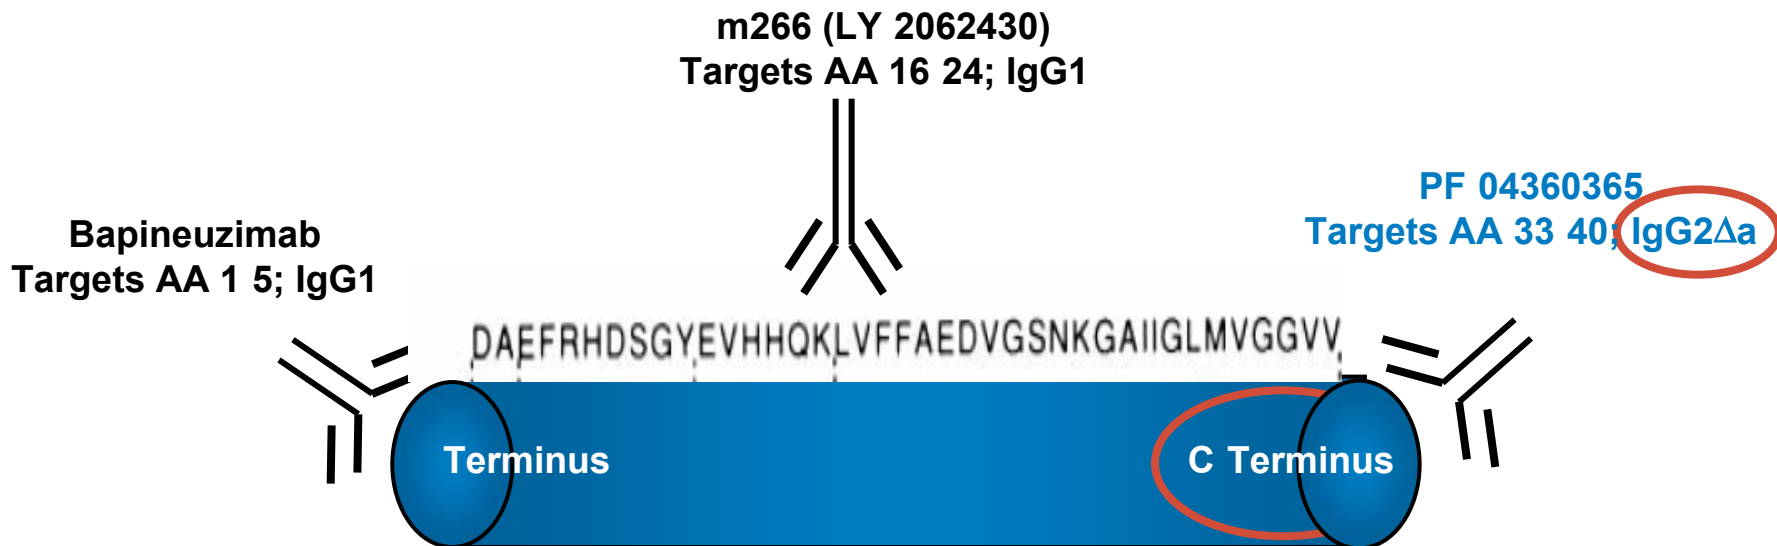 m266 (LY 2062430)
Targets AA 16 24; IgG1
PF 04360365
Targets AA 33 40; IgG2Δa
Bapineuzimab
Targets AA 1 5; IgG1
DAEFRHDSGYEVHHQKLVFFAEDVGSNKGAIIGLMVGGVV
Terminus
C Terminus